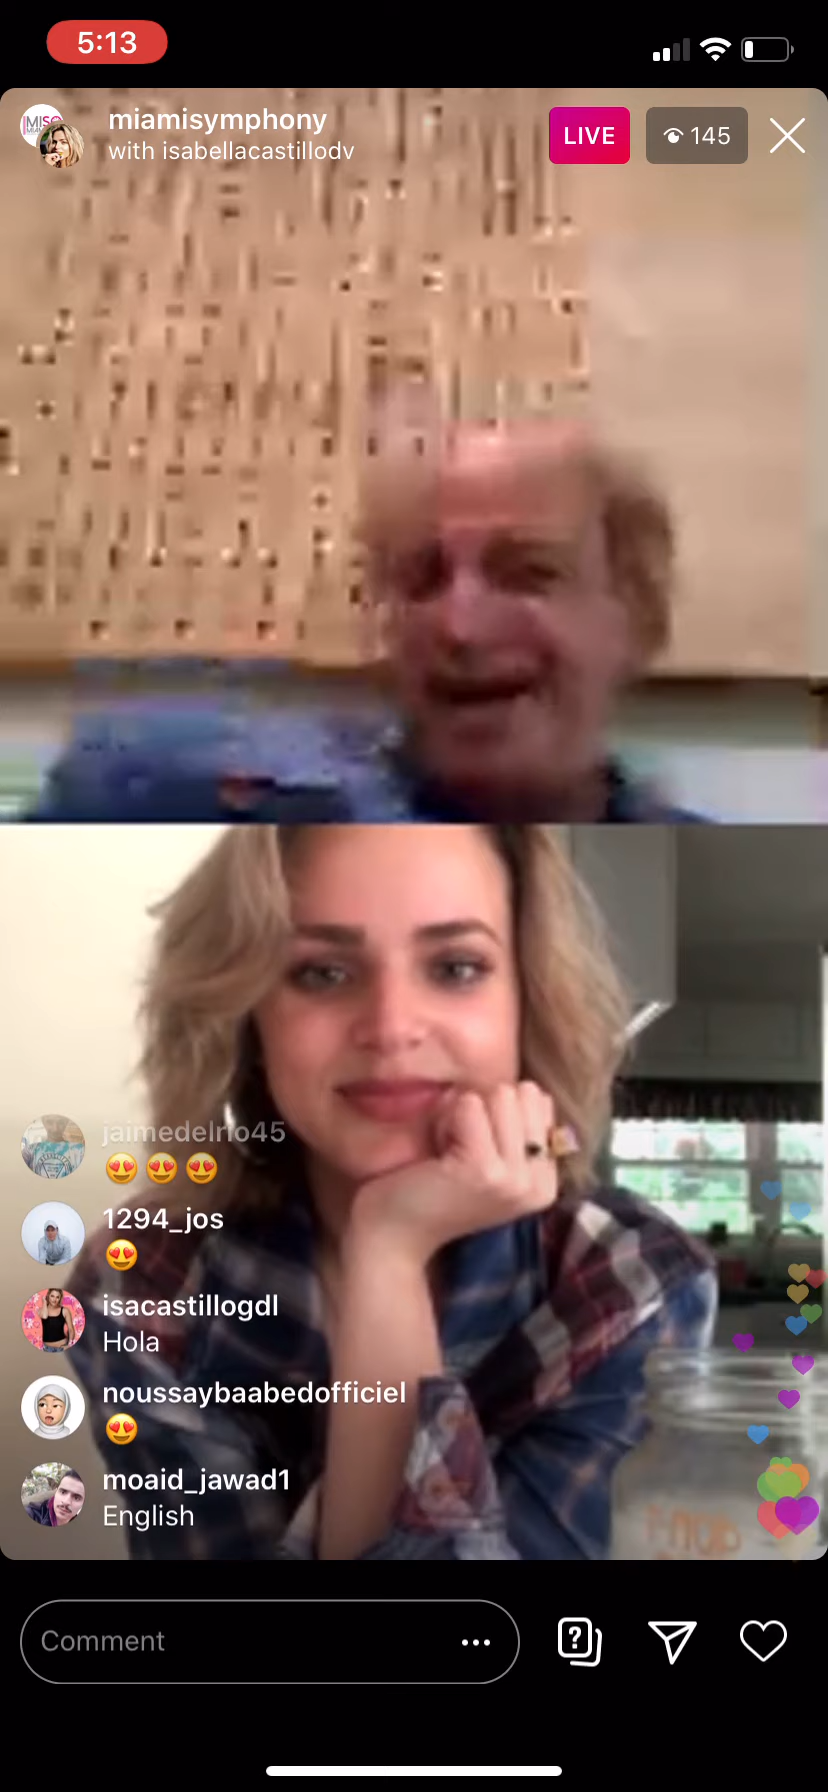 5:13
miamisymphony
with isabellacastillodv
LIVE
145
jaimedelrio45
😍 😍 😍
1294_jos
😍
isacastillogdl
Hola
noussaybaabedofficiel
😍
moaid_jawad1
English
Comment